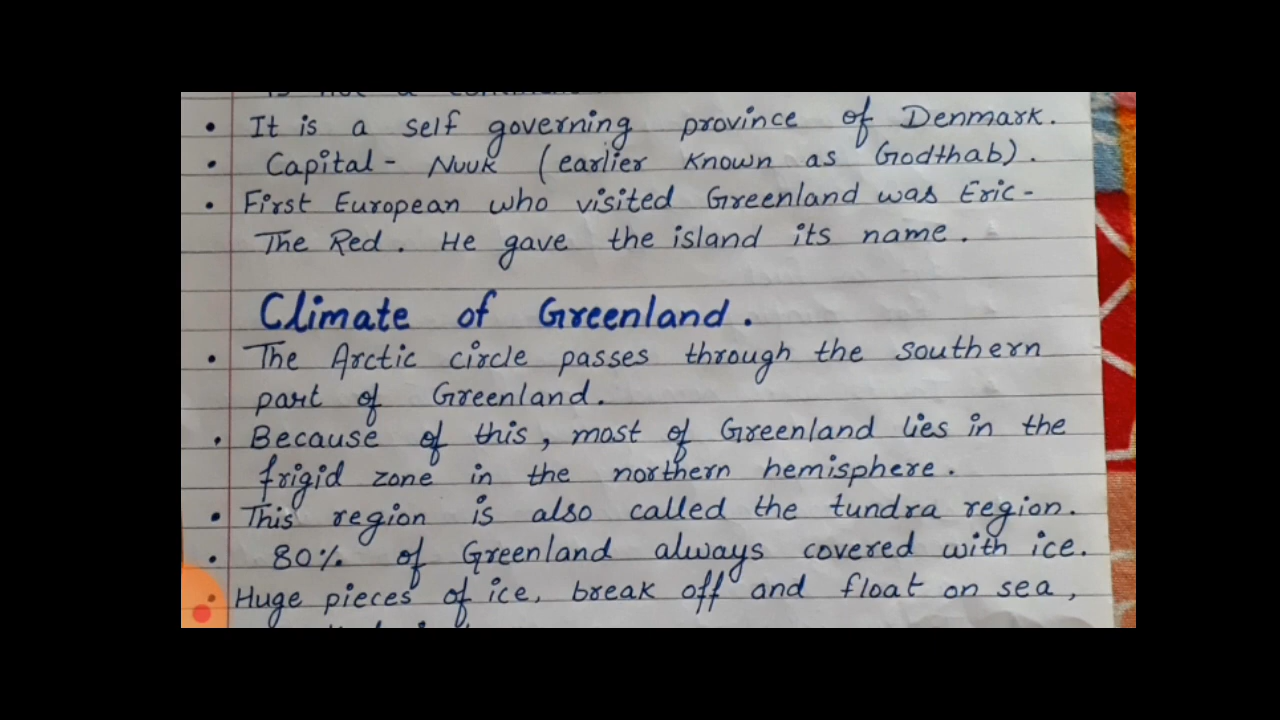 • It is a self governing province of Denmark.
• Capital - Nuuk (earlier known as Godthab).
• First European who visited Greenland was Eric-
The Red. He gave the island its name.
Climate of Greenland.
• The Arctic circle passes through the southern
part of Greenland.
• Because of this, most of Greenland lies in the
frigid zone in the northern hemisphere.
• This region is also called the tundra region.
• 80% of Greenland always covered with ice.
• Huge pieces of ice, break off and float on sea,